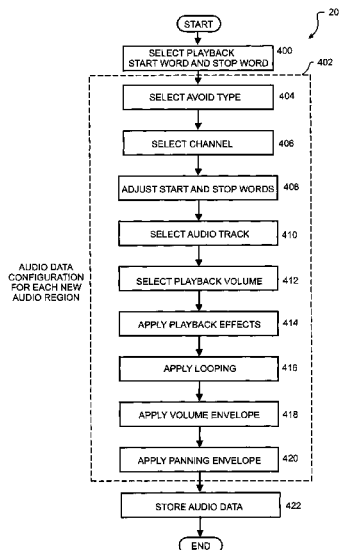 START
20
SELECT PLAYBACK
START WORD AND STOP WORD
400
402
SELECT AVOID TYPE
404
SELECT CHANNEL
406
ADJUST START AND STOP WORDS
408
SELECT AUDIO TRACK
410
AUDIO DATA
CONFIGURATION
FOR EACH NEW
AUDIO REGION
SELECT PLAYBACK VOLUME
412
APPLY PLAYBACK EFFECTS
414
APPLY LOOPING
416
APPLY VOLUME ENVELOPE
418
APPLY PANNING ENVELOPE
420
STORE AUDIO DATA
422
END